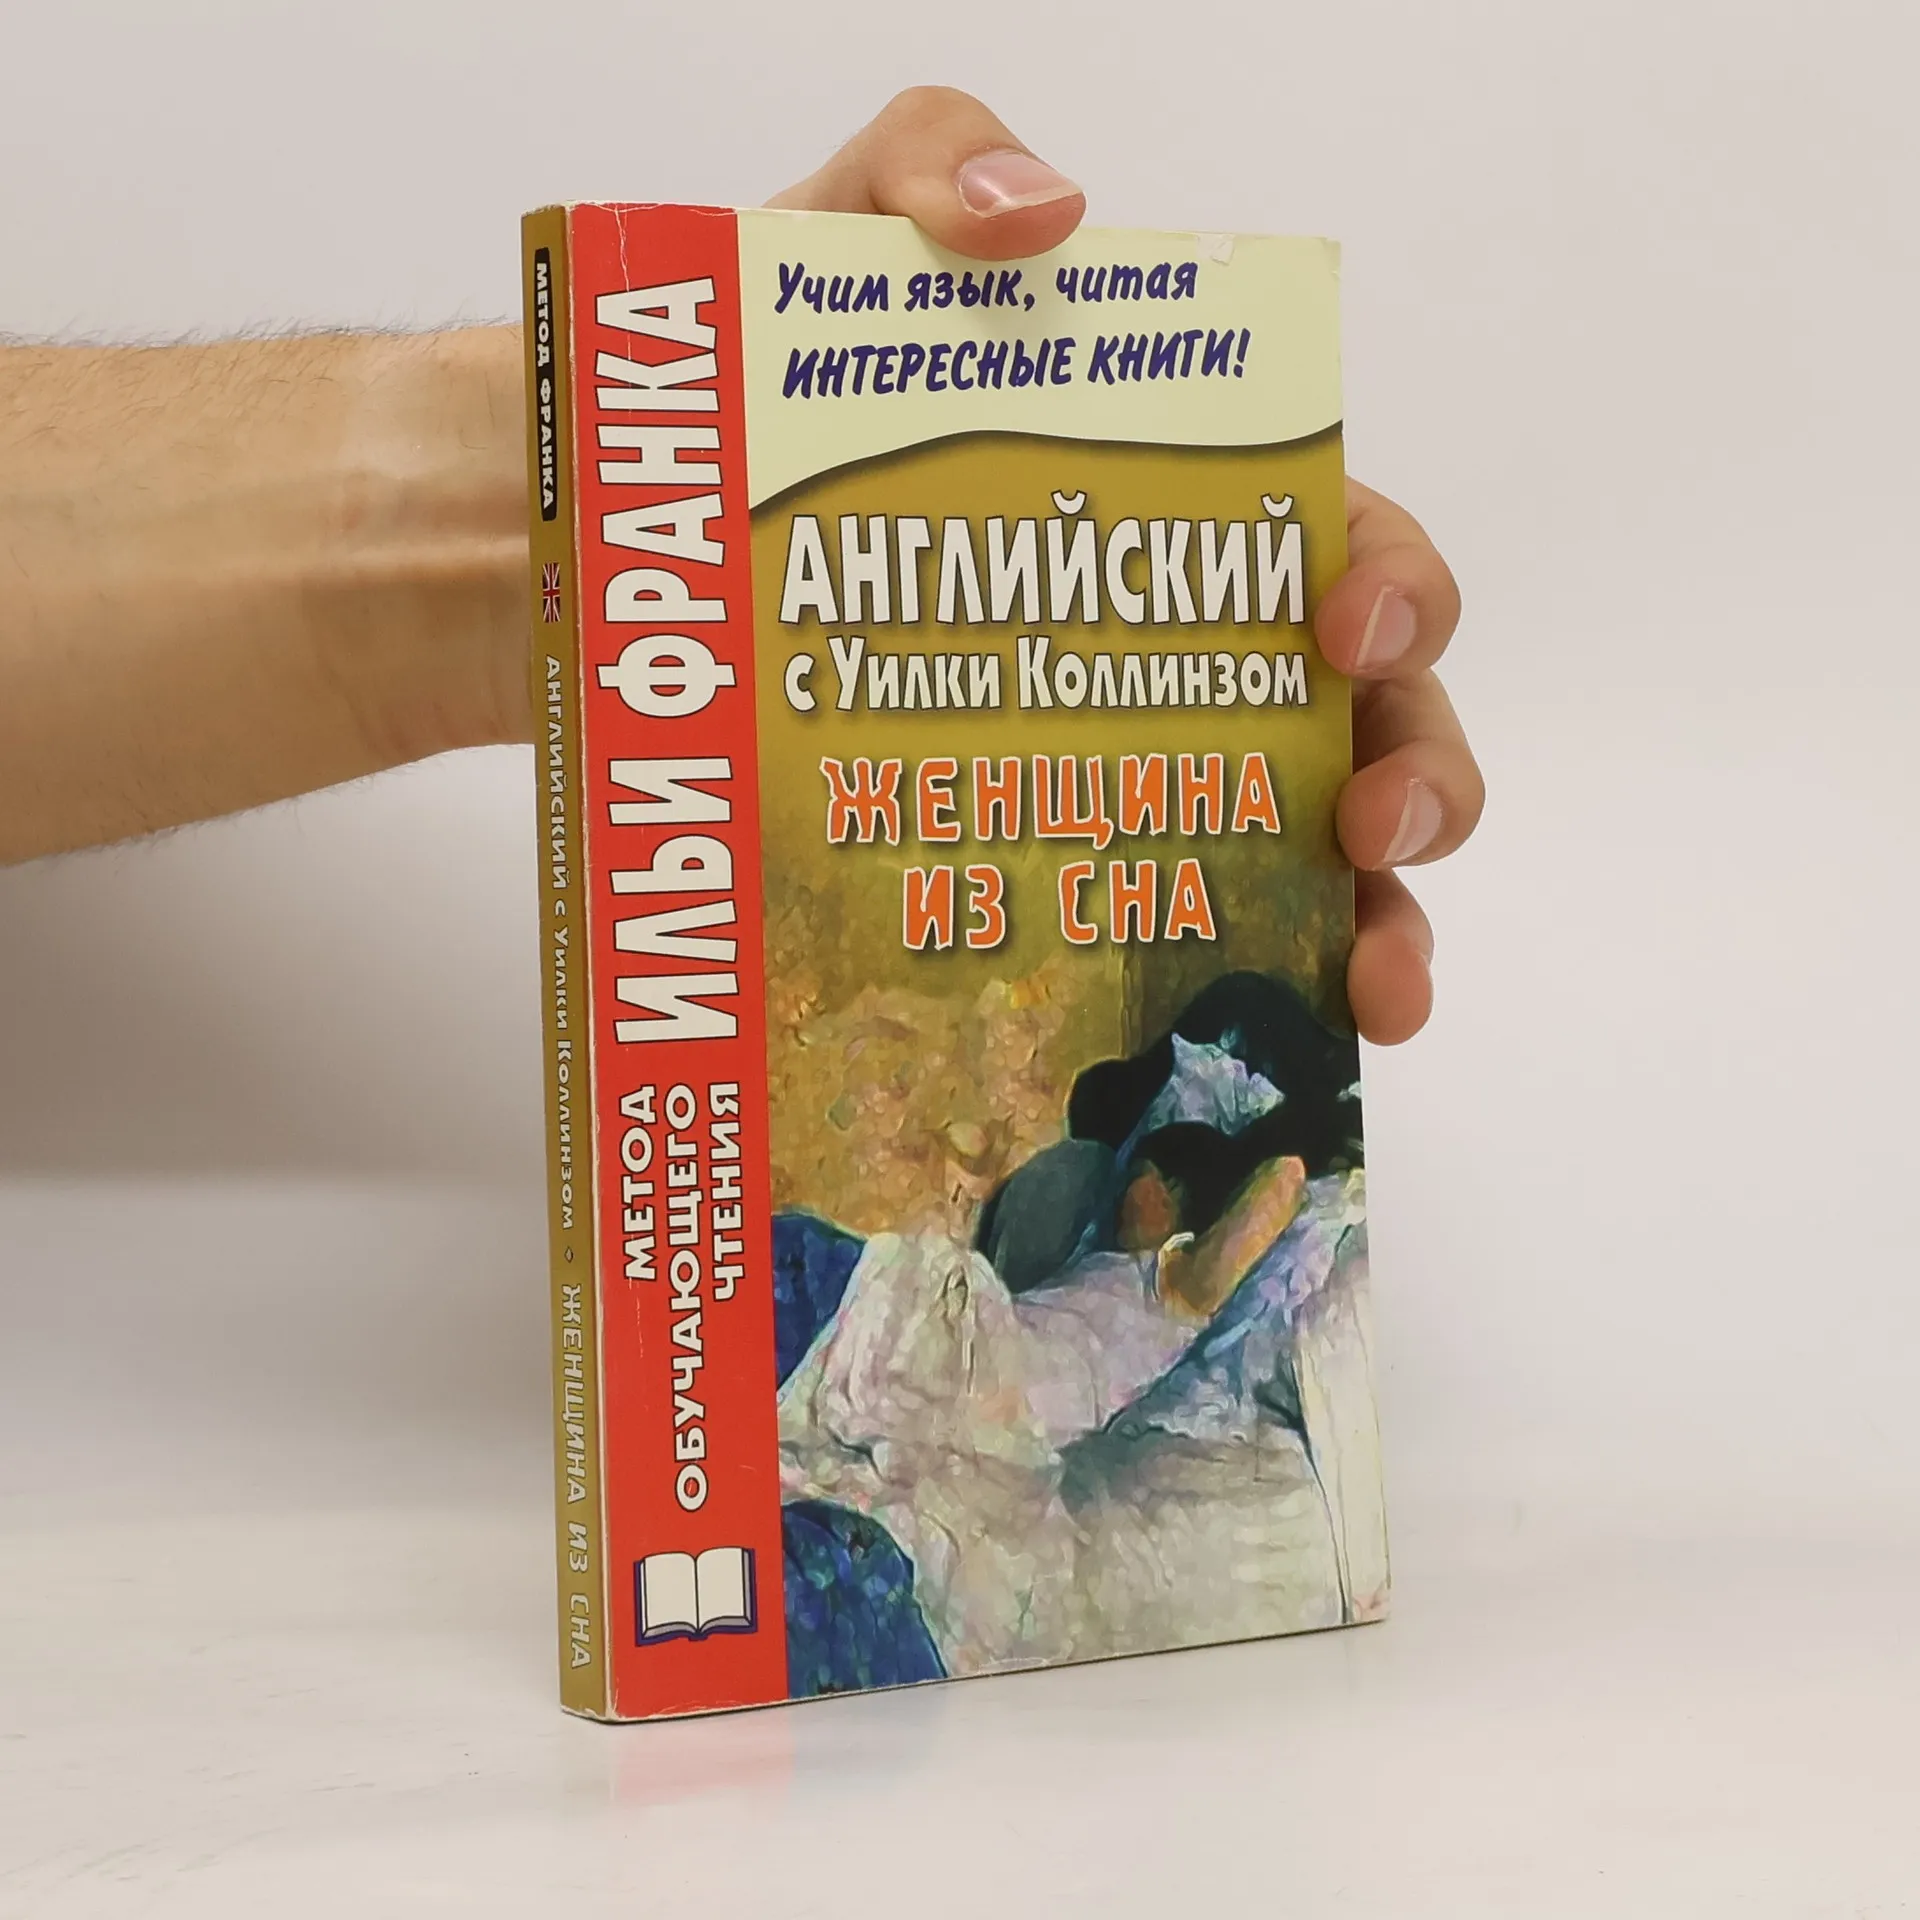 Учим язык, читая
ИНТЕРЕСНЫЕ КНИГИ!
АНГЛИЙСКИЙ
с Уилки Коллинзом
ЖЕНЩИНА
ИЗ СНА
МЕТОД
ОБУЧАЮЩЕГО
ЧТЕНИЯ
ИЛЬИ ФРАНКА
МЕТОД ФРАНКА
АНГЛИЙСКИЙ с Уилки Коллинзом ЖЕНЩИНА ИЗ СНА